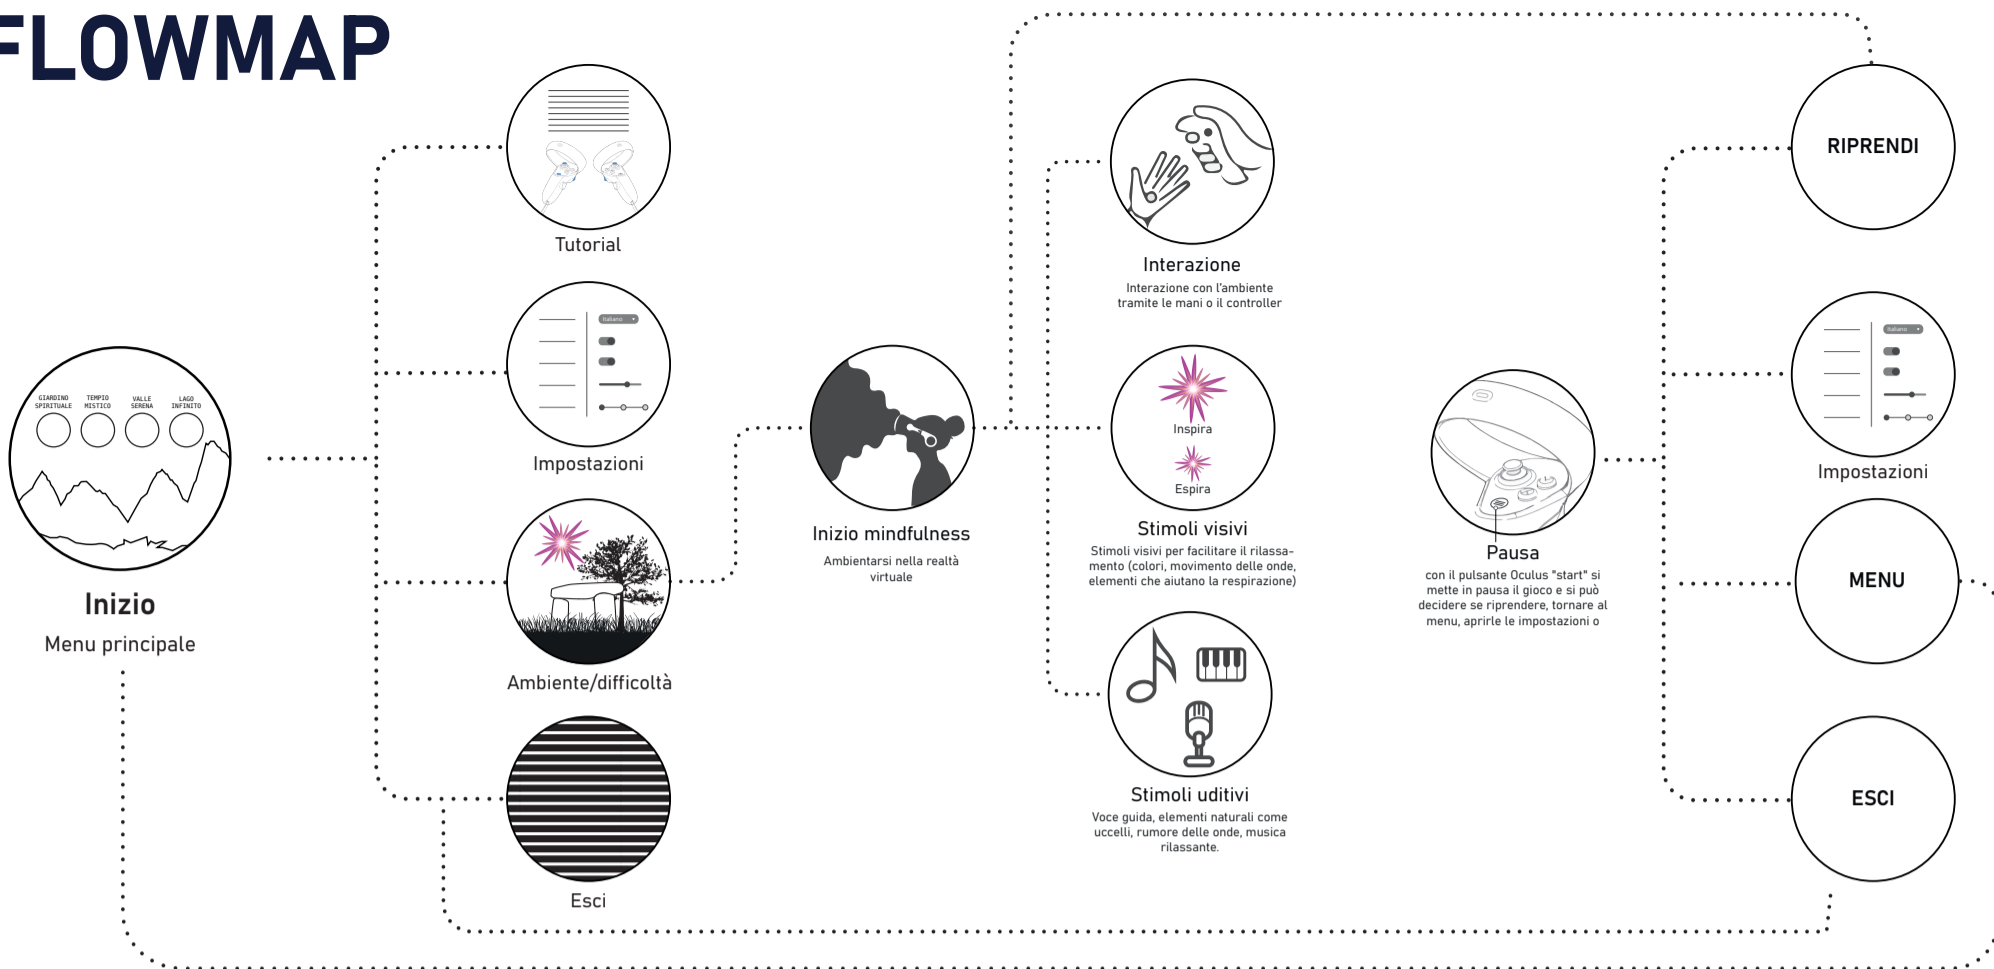 FLOWMAP
GIARDINO
SPIRITUALE
TEMPIO
MISTICO
VALLE
SERENA
LAGO
INFINITO
Inizio
Menu principale
Tutorial
Italiano
Impostazioni
Ambiente/difficoltà
Esci
Inizio mindfulness
Ambientarsi nella realtà
virtuale
Interazione
Interazione con l'ambiente
tramite le mani o il controller
Inspira
Espira
Stimoli visivi
Stimoli visivi per facilitare il rilassa-
mento (colori, movimento delle onde,
elementi che aiutano la respirazione)
Stimoli uditivi
Voce guida, elementi naturali come
uccelli, rumore delle onde, musica
rilassante.
Pausa
con il pulsante Oculus "start" si
mette in pausa il gioco e si può
decidere se riprendere, tornare al
menu, aprirle le impostazioni o
RIPRENDI
Italiano
Impostazioni
MENU
ESCI